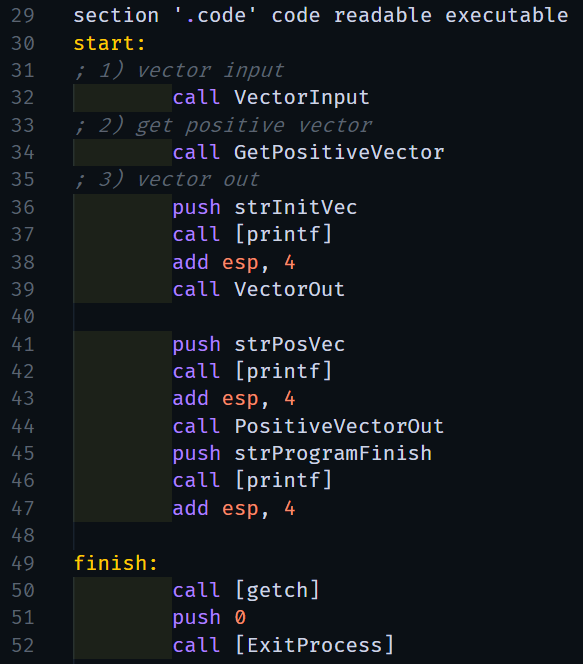 29 section '.code' code readable executable
30 start:
31 ; 1) vector input
32 call VectorInput
33 ; 2) get positive vector
34 call GetPositiveVector
35 ; 3) vector out
36 push strInitVec
37 call [printf]
38 add esp, 4
39 call VectorOut
40
41 push strPosVec
42 call [printf]
43 add esp, 4
44 call PositiveVectorOut
45 push strProgramFinish
46 call [printf]
47 add esp, 4
48
49 finish:
50 call [getch]
51 push 0
52 call [ExitProcess]